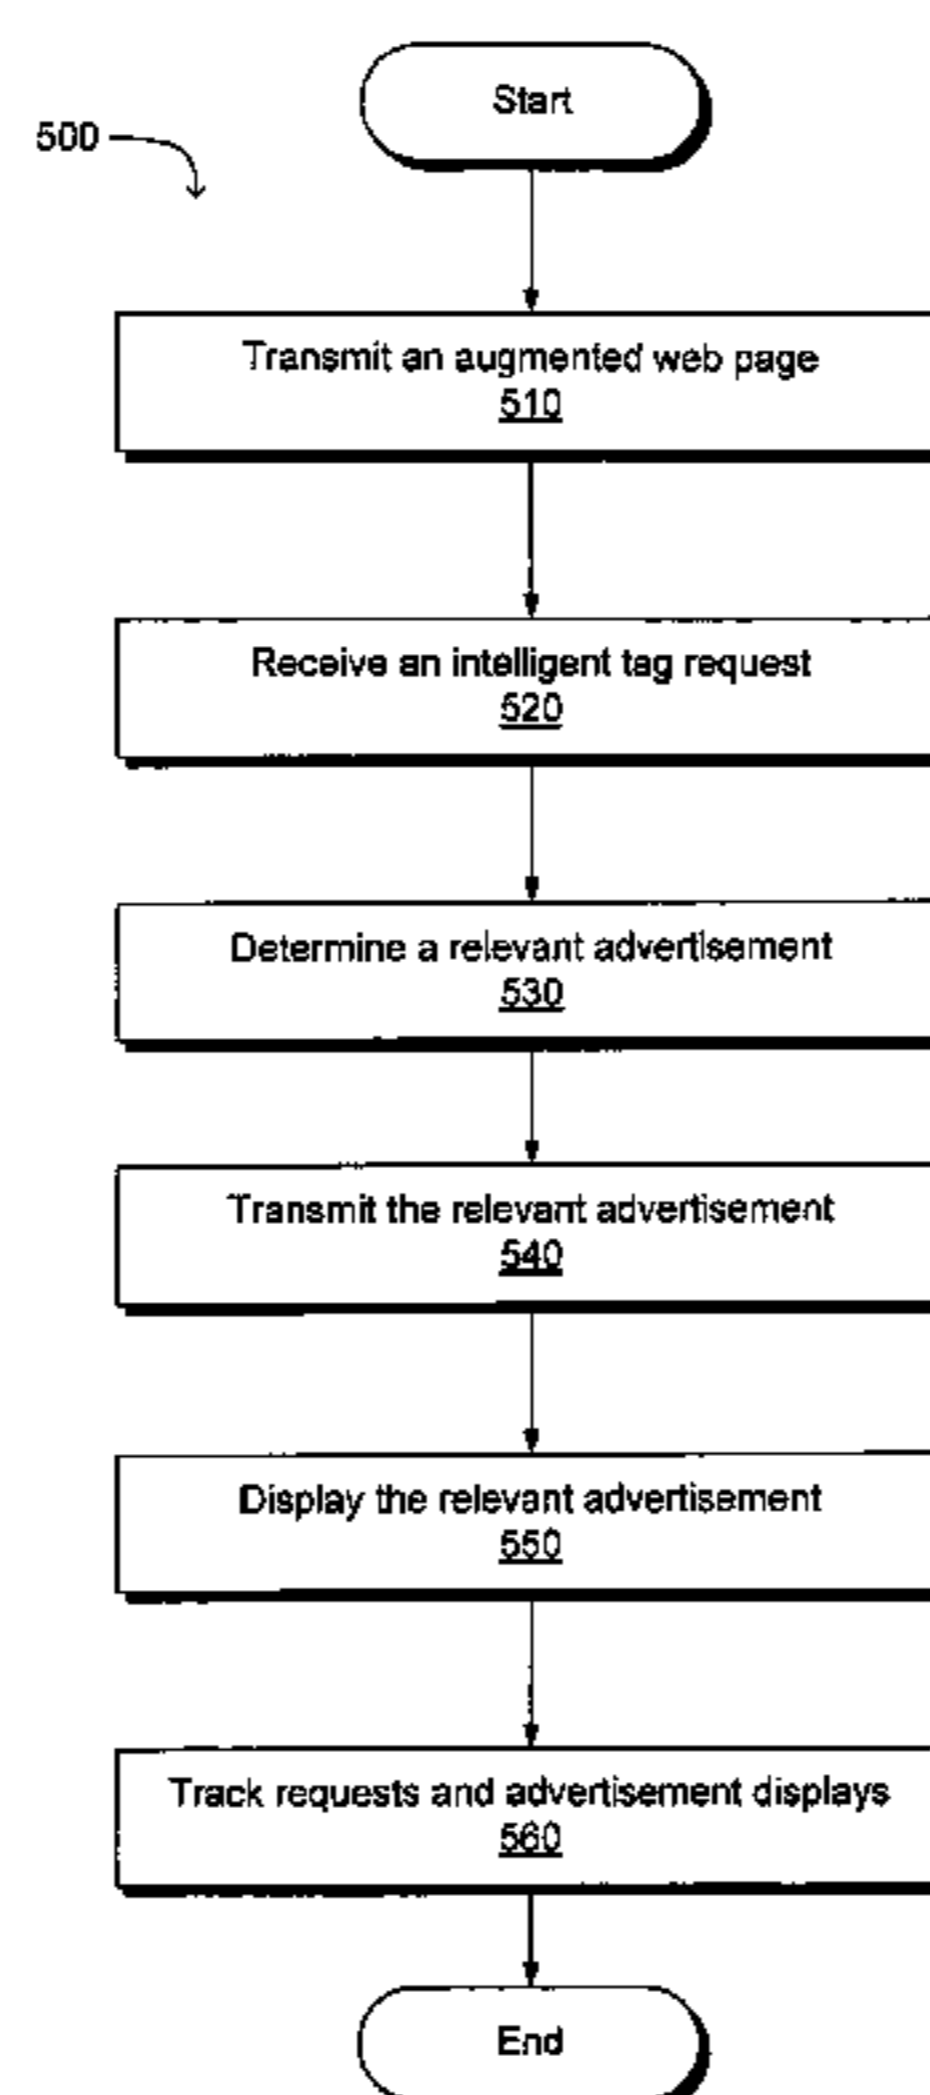 Start
500
Transmit an augmented web page
510
Receive an intelligent tag request
520
Determine a relevant advertisement
530
Transmit the relevant advertisement
540
Display the relevant advertisement
550
Track requests and advertisement displays
560
End